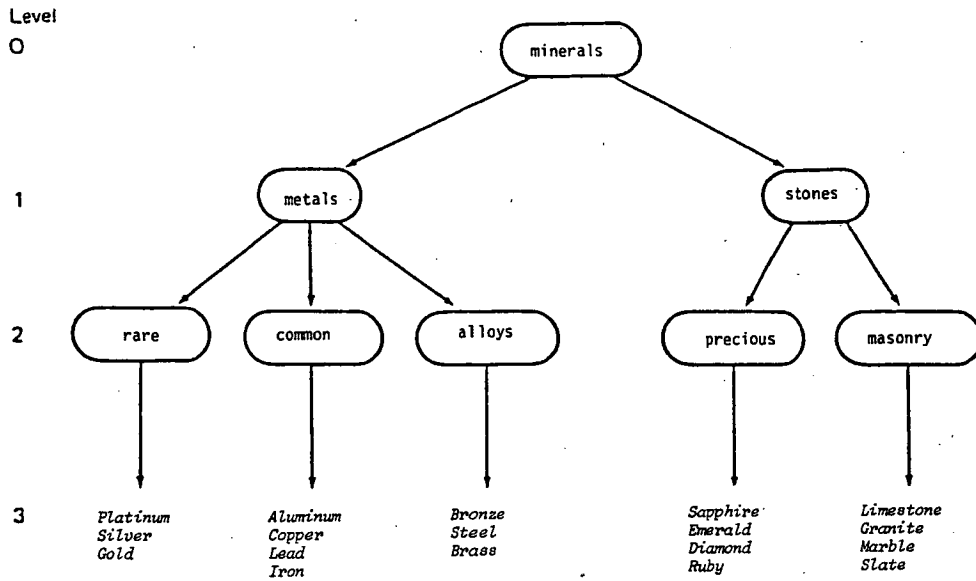 Level
0
minerals
1
metals
stones
2
rare
common
alloys
precious
masonry
3
Platinum
Silver
Gold
Aluminum
Copper
Lead
Iron
Bronze
Steel
Brass
Sapphire
Emerald
Diamond
Ruby
Limestone
Granite
Marble
Slate